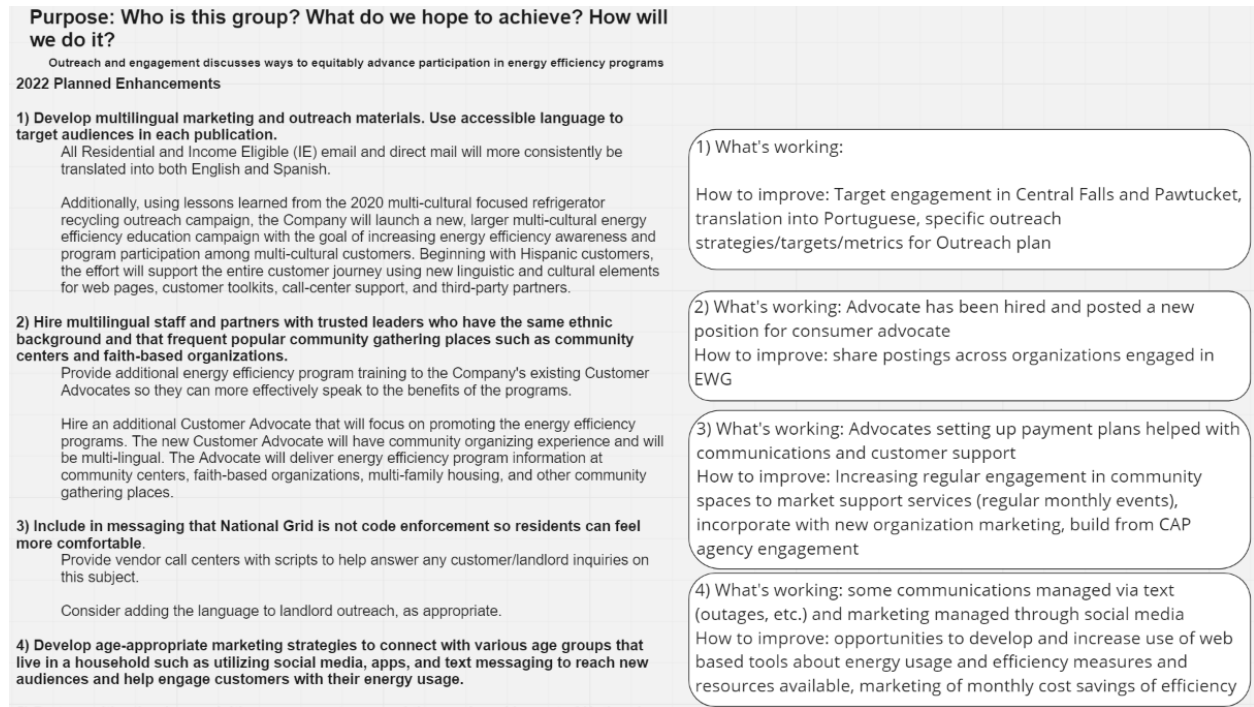 Purpose: Who is this group? What do we hope to achieve? How will
we do it?
Outreach and engagement discusses ways to equitably advance participation in energy efficiency programs
2022 Planned Enhancements
1) Develop multilingual marketing and outreach materials. Use accessible language to
target audiences in each publication.
All Residential and Income Eligible (IE) email and direct mail will more consistently be
translated into both English and Spanish.
Additionally, using lessons learned from the 2020 multi-cultural focused refrigerator
recycling outreach campaign, the Company will launch a new, larger multi-cultural energy
efficiency education campaign with the goal of increasing energy efficiency awareness and
program participation among multi-cultural customers. Beginning with Hispanic customers,
the effort will support the entire customer journey using new linguistic and cultural elements
for web pages, customer toolkits, call-center support, and third-party partners.
2) Hire multilingual staff and partners with trusted leaders who have the same ethnic
background and that frequent popular community gathering places such as community
centers and faith-based organizations.
Provide additional energy efficiency program training to the Company's existing Customer
Advocates so they can more effectively speak to the benefits of the programs.
Hire an additional Customer Advocate that will focus on promoting the energy efficiency
programs. The new Customer Advocate will have community organizing experience and will
be multi-lingual. The Advocate will deliver energy efficiency program information at
community centers, faith-based organizations, multi-family housing, and other community
gathering places.
3) Include in messaging that National Grid is not code enforcement so residents can feel
more comfortable.
Provide vendor call centers with scripts to help answer any customer/landlord inquiries on
this subject.
Consider adding the language to landlord outreach, as appropriate.
4) Develop age-appropriate marketing strategies to connect with various age groups that
live in a household such as utilizing social media, apps, and text messaging to reach new
audiences and help engage customers with their energy usage.
1) What's working:
How to improve: Target engagement in Central Falls and Pawtucket,
translation into Portuguese, specific outreach
strategies/targets/metrics for Outreach plan
2) What's working: Advocate has been hired and posted a new
position for consumer advocate
How to improve: share postings across organizations engaged in
EWG
3) What's working: Advocates setting up payment plans helped with
communications and customer support
How to improve: Increasing regular engagement in community
spaces to market support services (regular monthly events),
incorporate with new organization marketing, build from CAP
agency engagement
4) What's working: some communications managed via text
(outages, etc.) and marketing managed through social media
How to improve: opportunities to develop and increase use of web
based tools about energy usage and efficiency measures and
resources available, marketing of monthly cost savings of efficiency